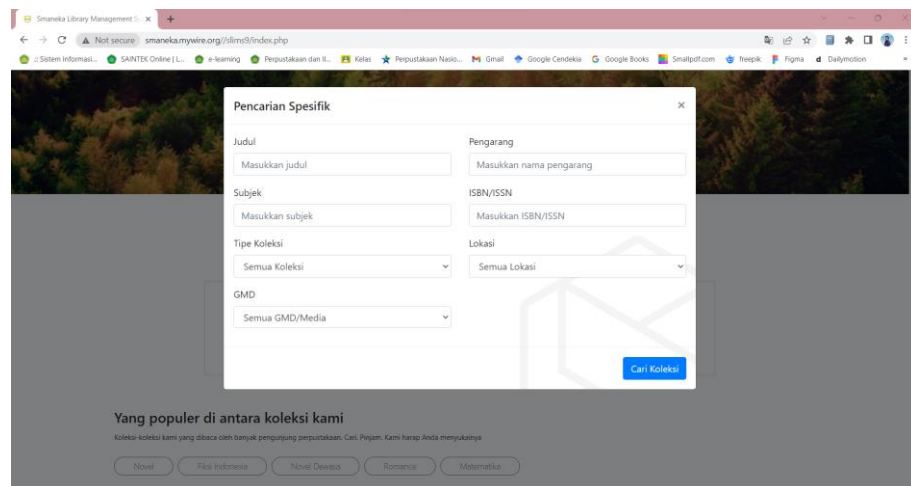 Smaneka Library Management S
Not secure smaneka.mywire.org//slims9/index.php
:: Sistem Informasi... SAINTEK Online | L... e-learning Perpustakaan dan Il... Kelas Perpustakaan Nasio... Gmail Google Cendekia Google Books Smallpdf.com freepik Figma Dailymotion
Pencarian Spesifik ×
Judul Pengarang
Masukkan judul Masukkan nama pengarang
Subjek ISBN/ISSN
Masukkan subjek Masukkan ISBN/ISSN
Tipe Koleksi Lokasi
Semua Koleksi Semua Lokasi
GMD
Semua GMD/Media
Cari Koleksi
Yang populer di antara koleksi kami
Koleksi-koleksi kami yang dibaca oleh banyak pengunjung perpustakaan. Cari. Pinjam. Kami harap Anda menyukainya
Novel Fiksi Indonesia Novel Dewasa Romance Matematika